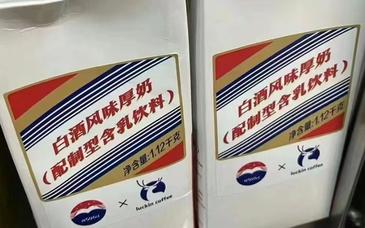 白酒风味厚奶
（配制型含乳饮料）
净含量:1.12千克
×
luckin coffee
白酒风味厚奶
（配制型含乳饮料）
净含量:1.12千克
×
luckin coffee